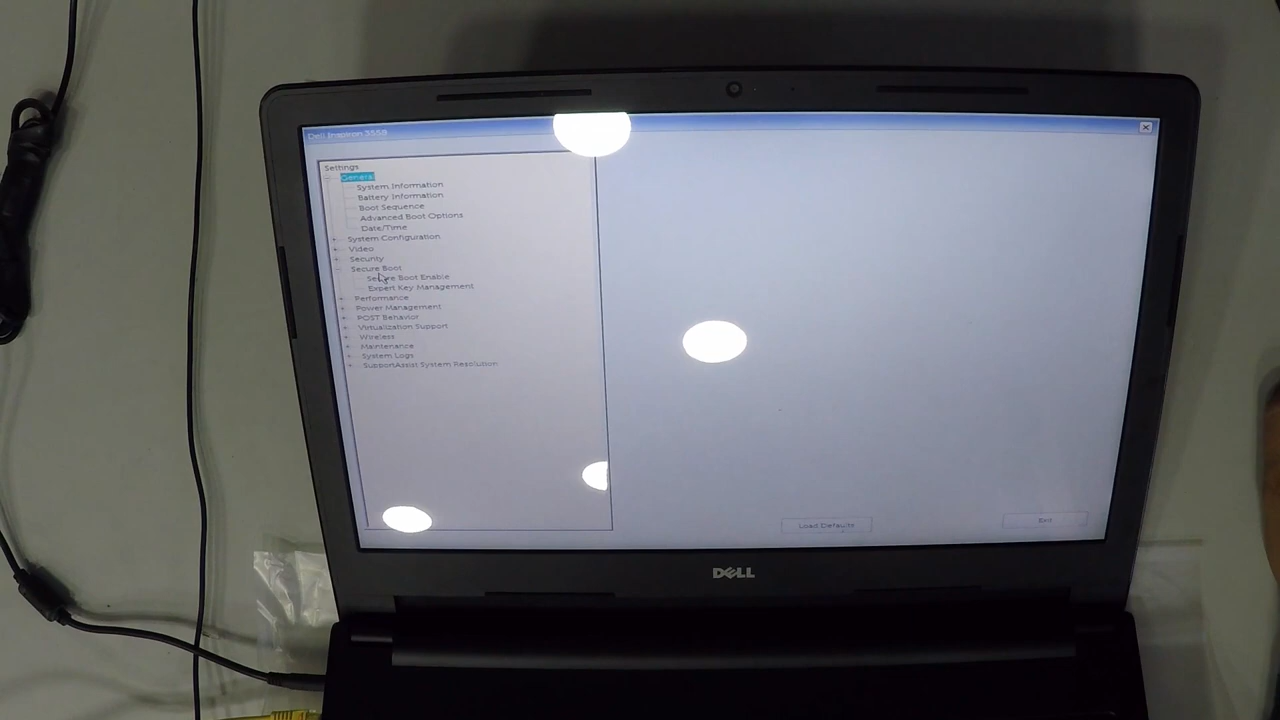 Dell Inspiron 3558
Settings
General
System Information
Battery Information
Boot Sequence
Advanced Boot Options
Date/Time
System Configuration
Video
Security
Secure Boot
Secure Boot Enable
Expert Key Management
Performance
Power Management
POST Behavior
Virtualization Support
Wireless
Maintenance
System Logs
SupportAssist System Resolution
Load Defaults
Exit
DELL